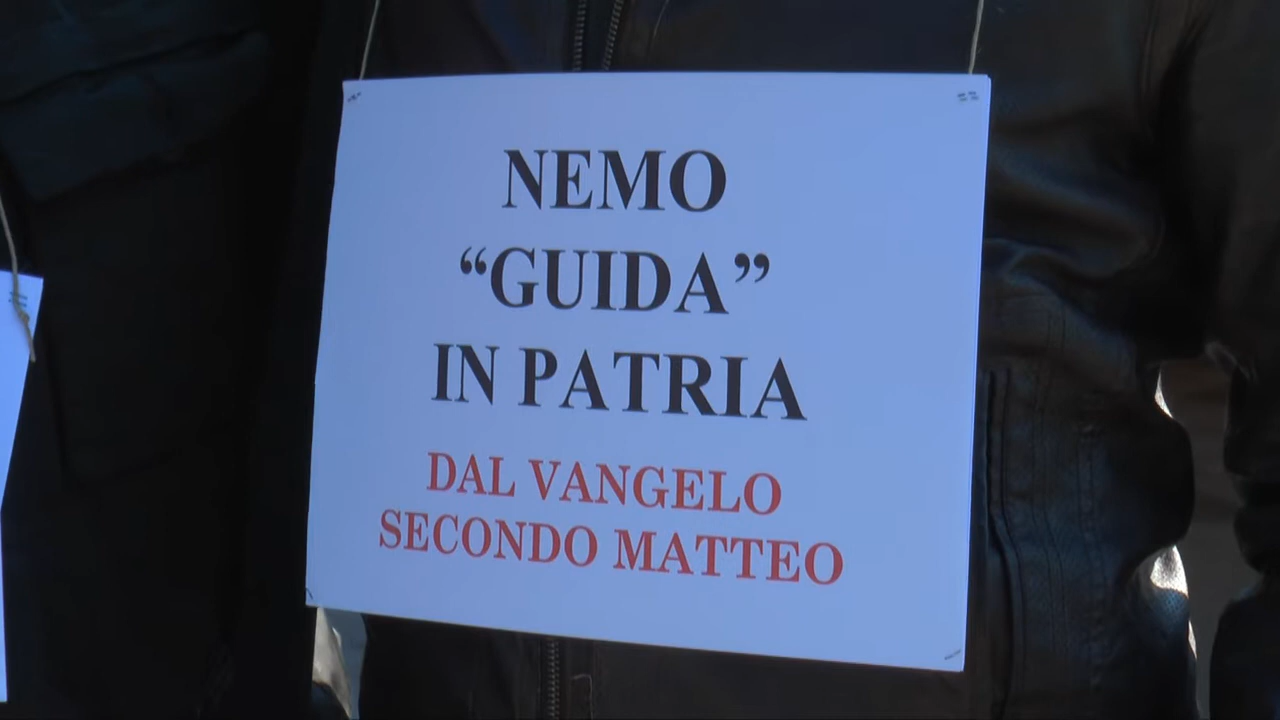 NEMO
“GUIDA”
IN PATRIA
DAL VANGELO
SECONDO MATTEO